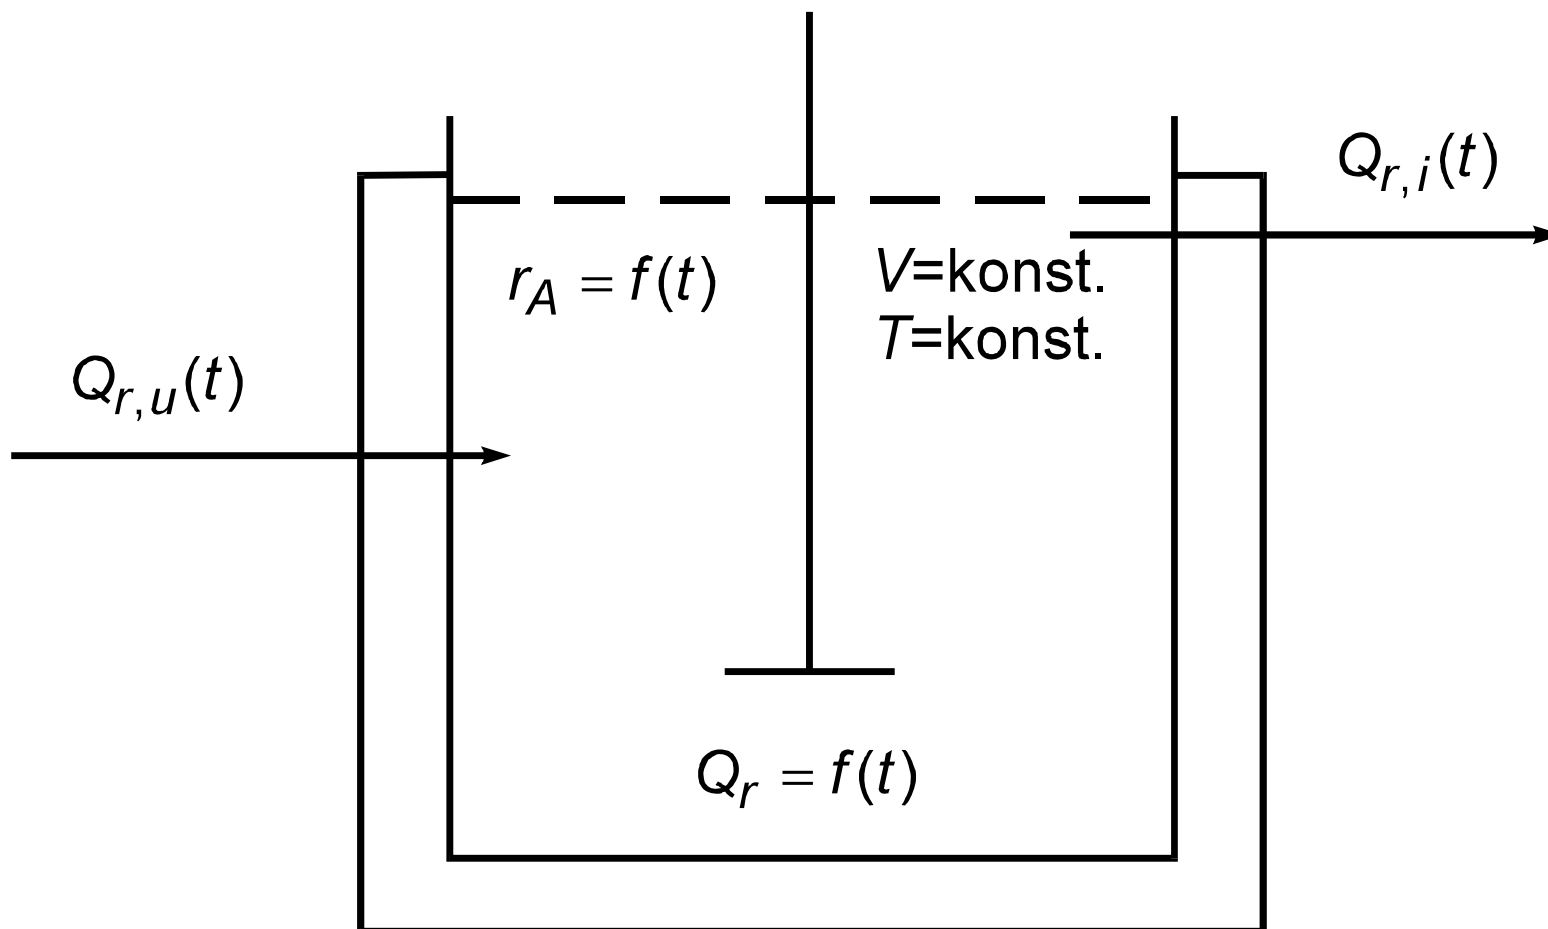 Q_{r,i}(t)
r_A = f(t)
V=konst.
T=konst.
Q_{r,u}(t)
Q_r = f(t)